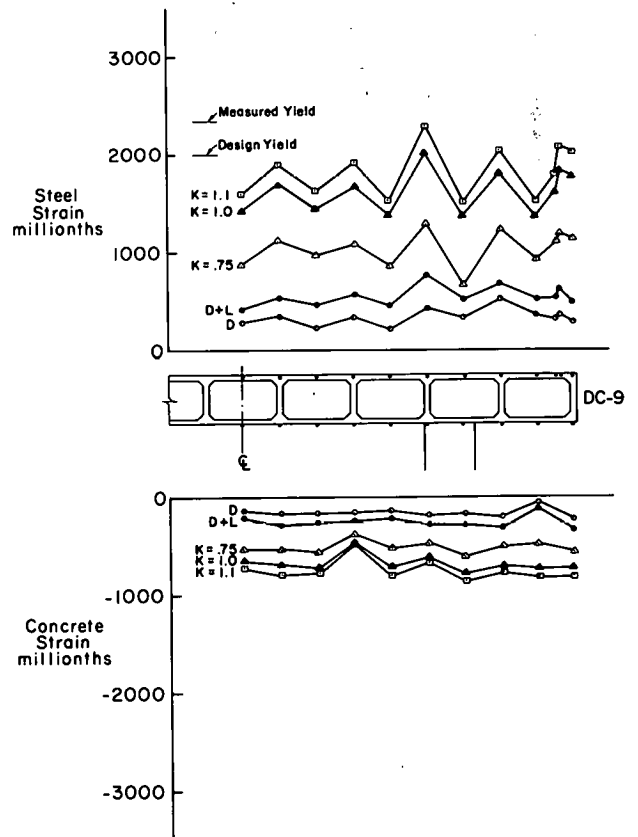 3000
Measured Yield
Design Yield
2000
Steel
Strain
millionths
K = 1.1
K = 1.0
1000
K = .75
D+L
D
0
DC-9
℄
0
D
D+L
K = .75
K = 1.0
K = 1.1
-1000
Concrete
Strain
millionths
-2000
-3000